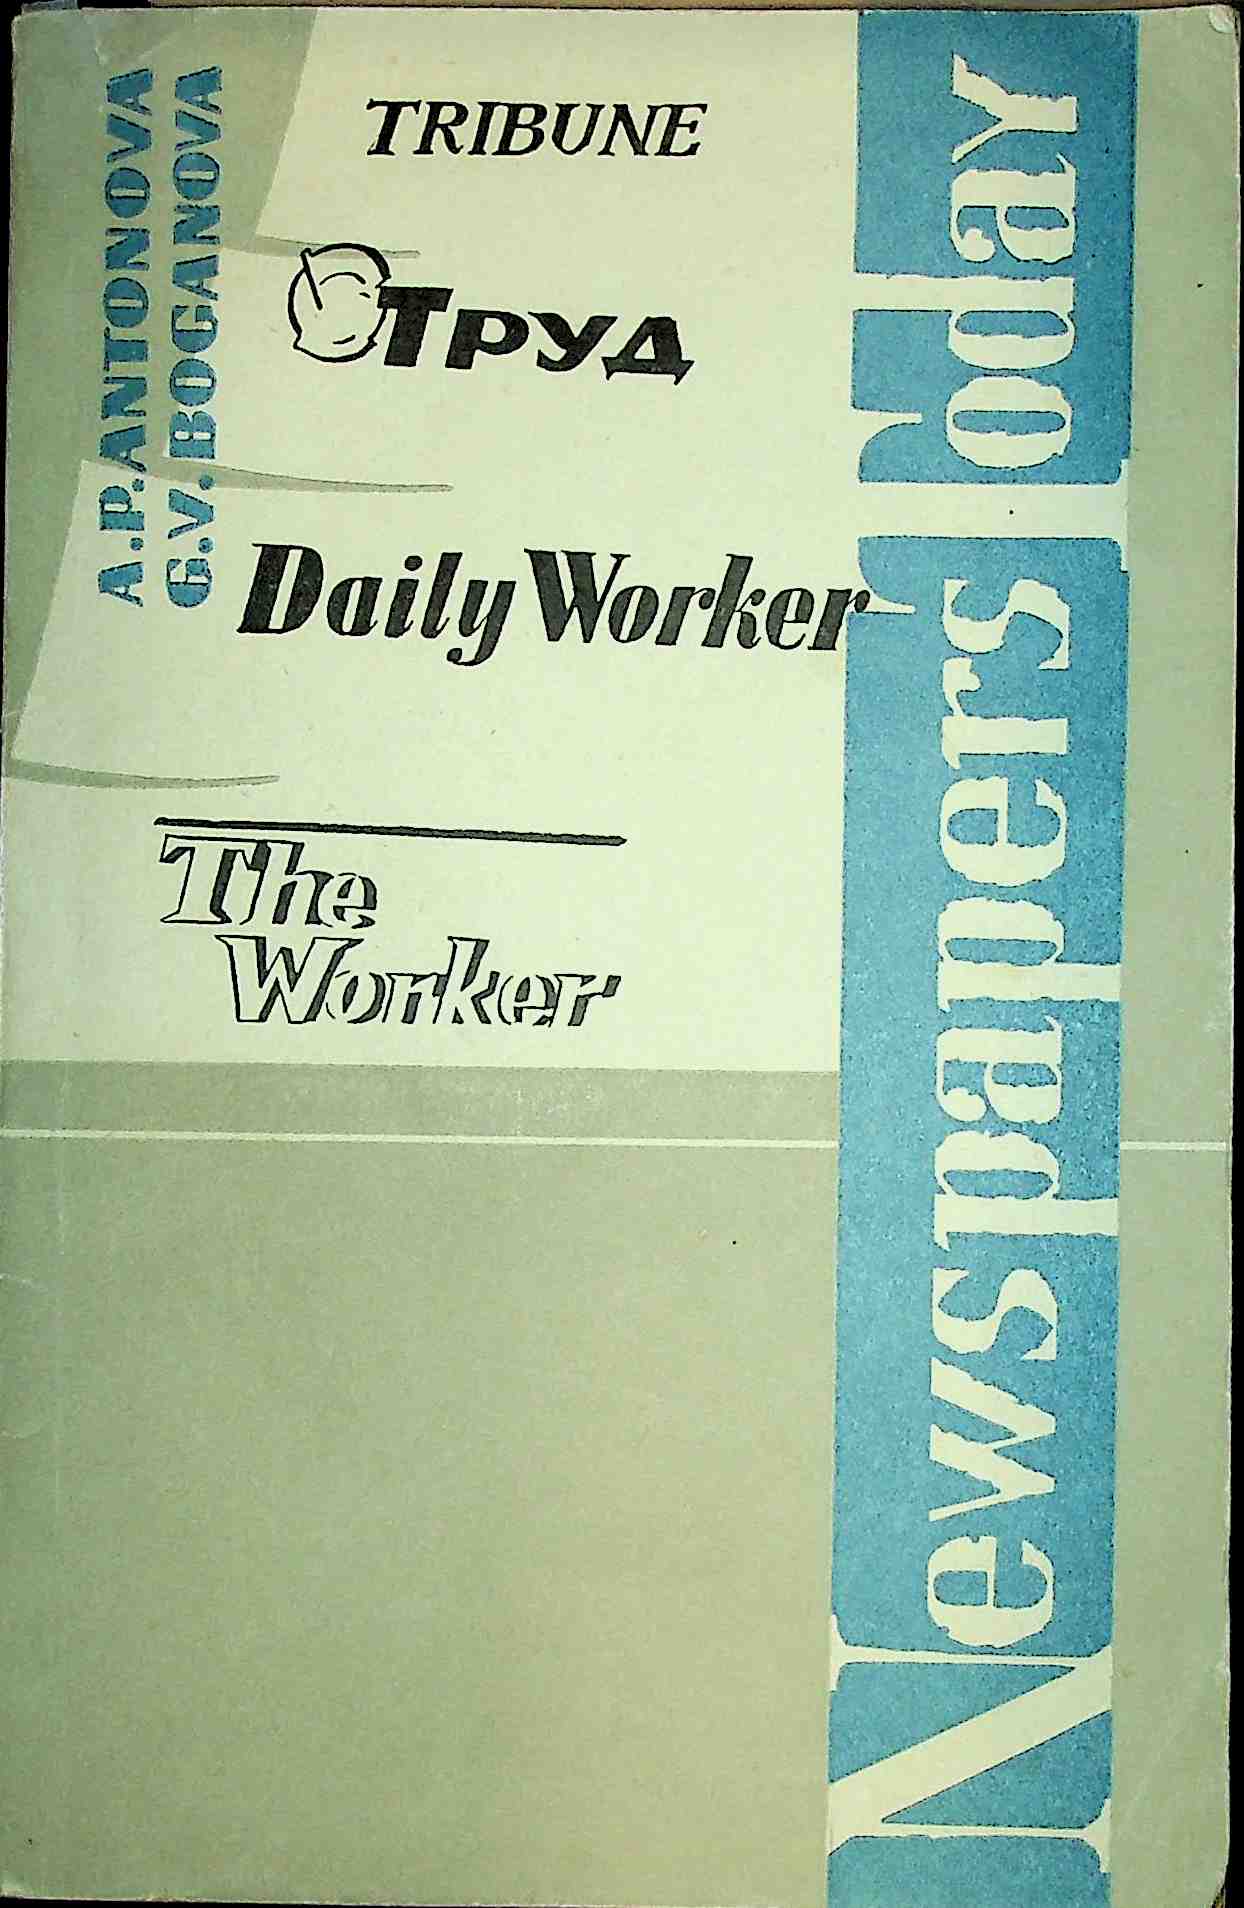 A.P. ANTONOVA
G.V. BOGANOVA
TRIBUNE
Труд
Daily Worker
The
Worker
Newspapers Today